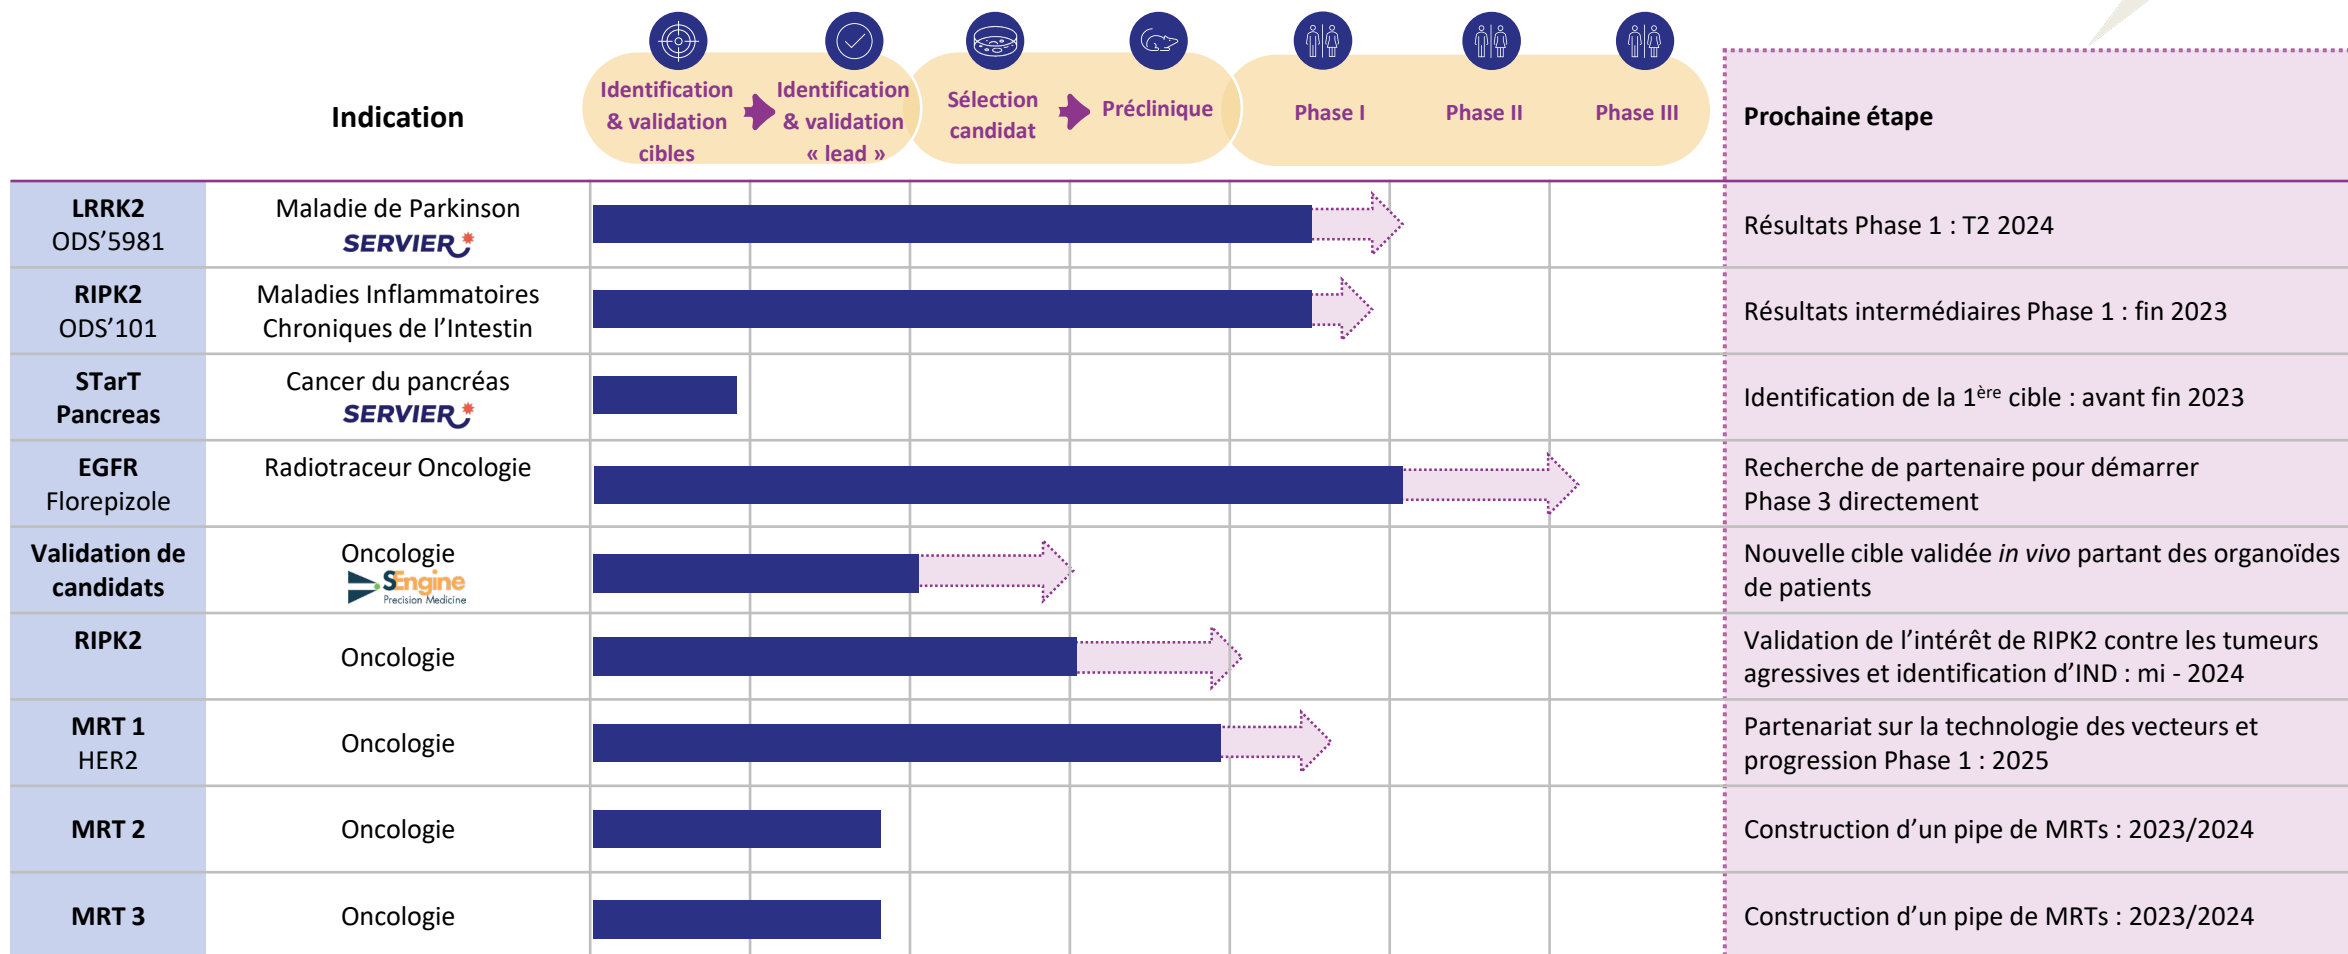 Indication
Identification
& validation
cibles
Identification
& validation
« lead »
Sélection
candidat
Préclinique
Phase I
Phase II
Phase III
Prochaine étape
LRRK2
ODS’5981
Maladie de Parkinson
SERVIER
Résultats Phase 1 : T2 2024
RIPK2
ODS’101
Maladies Inflammatoires
Chroniques de l’Intestin
Résultats intermédiaires Phase 1 : fin 2023
STarT
Pancreas
Cancer du pancréas
SERVIER
Identification de la 1ère cible : avant fin 2023
EGFR
Florepizole
Radiotraceur Oncologie
Recherche de partenaire pour démarrer
Phase 3 directement
Validation de
candidats
Oncologie
SEngine
Precision Medicine
Nouvelle cible validée in vivo partant des organoïdes
de patients
RIPK2
Oncologie
Validation de l’intérêt de RIPK2 contre les tumeurs
agressives et identification d’IND : mi - 2024
MRT 1
HER2
Oncologie
Partenariat sur la technologie des vecteurs et
progression Phase 1 : 2025
MRT 2
Oncologie
Construction d’un pipe de MRTs : 2023/2024
MRT 3
Oncologie
Construction d’un pipe de MRTs : 2023/2024